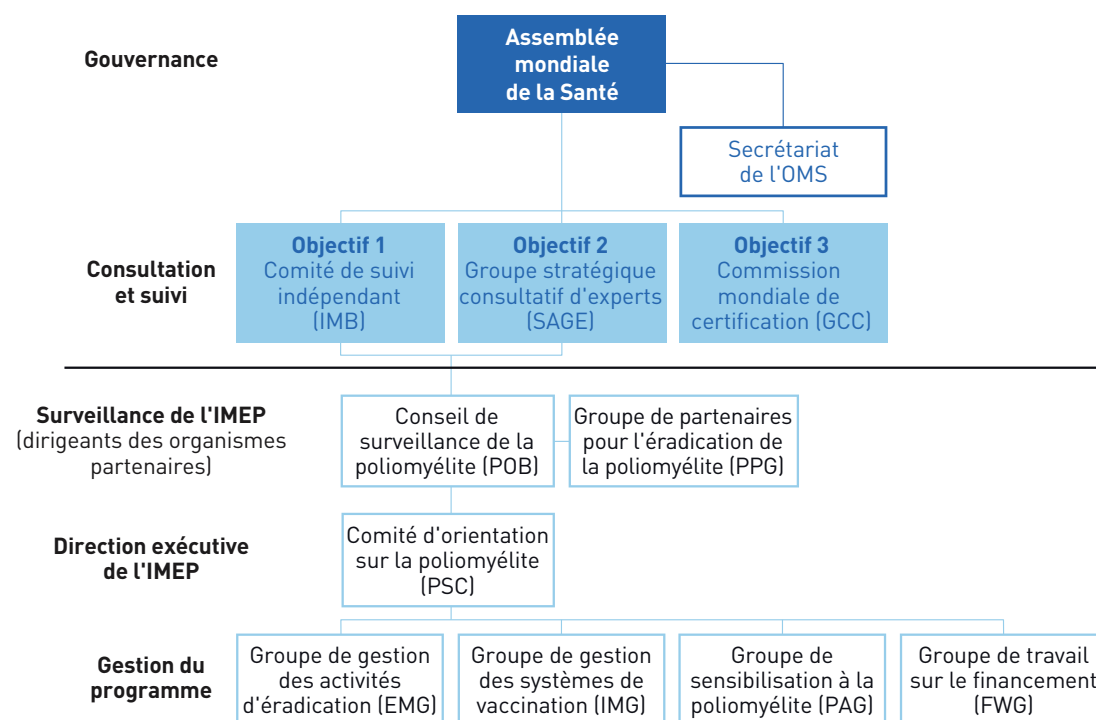 Gouvernance
Assemblée
mondiale
de la Santé
Secrétariat
de l'OMS
Consultation
et suivi
Objectif 1
Comité de suivi
indépendant
(IMB)
Objectif 2
Groupe stratégique
consultatif d'experts
(SAGE)
Objectif 3
Commission
mondiale de
certification (GCC)
Surveillance de l'IMEP
(dirigeants des organismes
partenaires)
Conseil de
surveillance de la
poliomyélite (POB)
Groupe de partenaires
pour l'éradication de
la poliomyélite (PPG)
Direction exécutive
de l'IMEP
Comité d'orientation
sur la poliomyélite
(PSC)
Gestion du
programme
Groupe de gestion
des activités
d'éradication (EMG)
Groupe de gestion
des systèmes de
vaccination (IMG)
Groupe de
sensibilisation à la
poliomyélite (PAG)
Groupe de travail
sur le financement
(FWG)